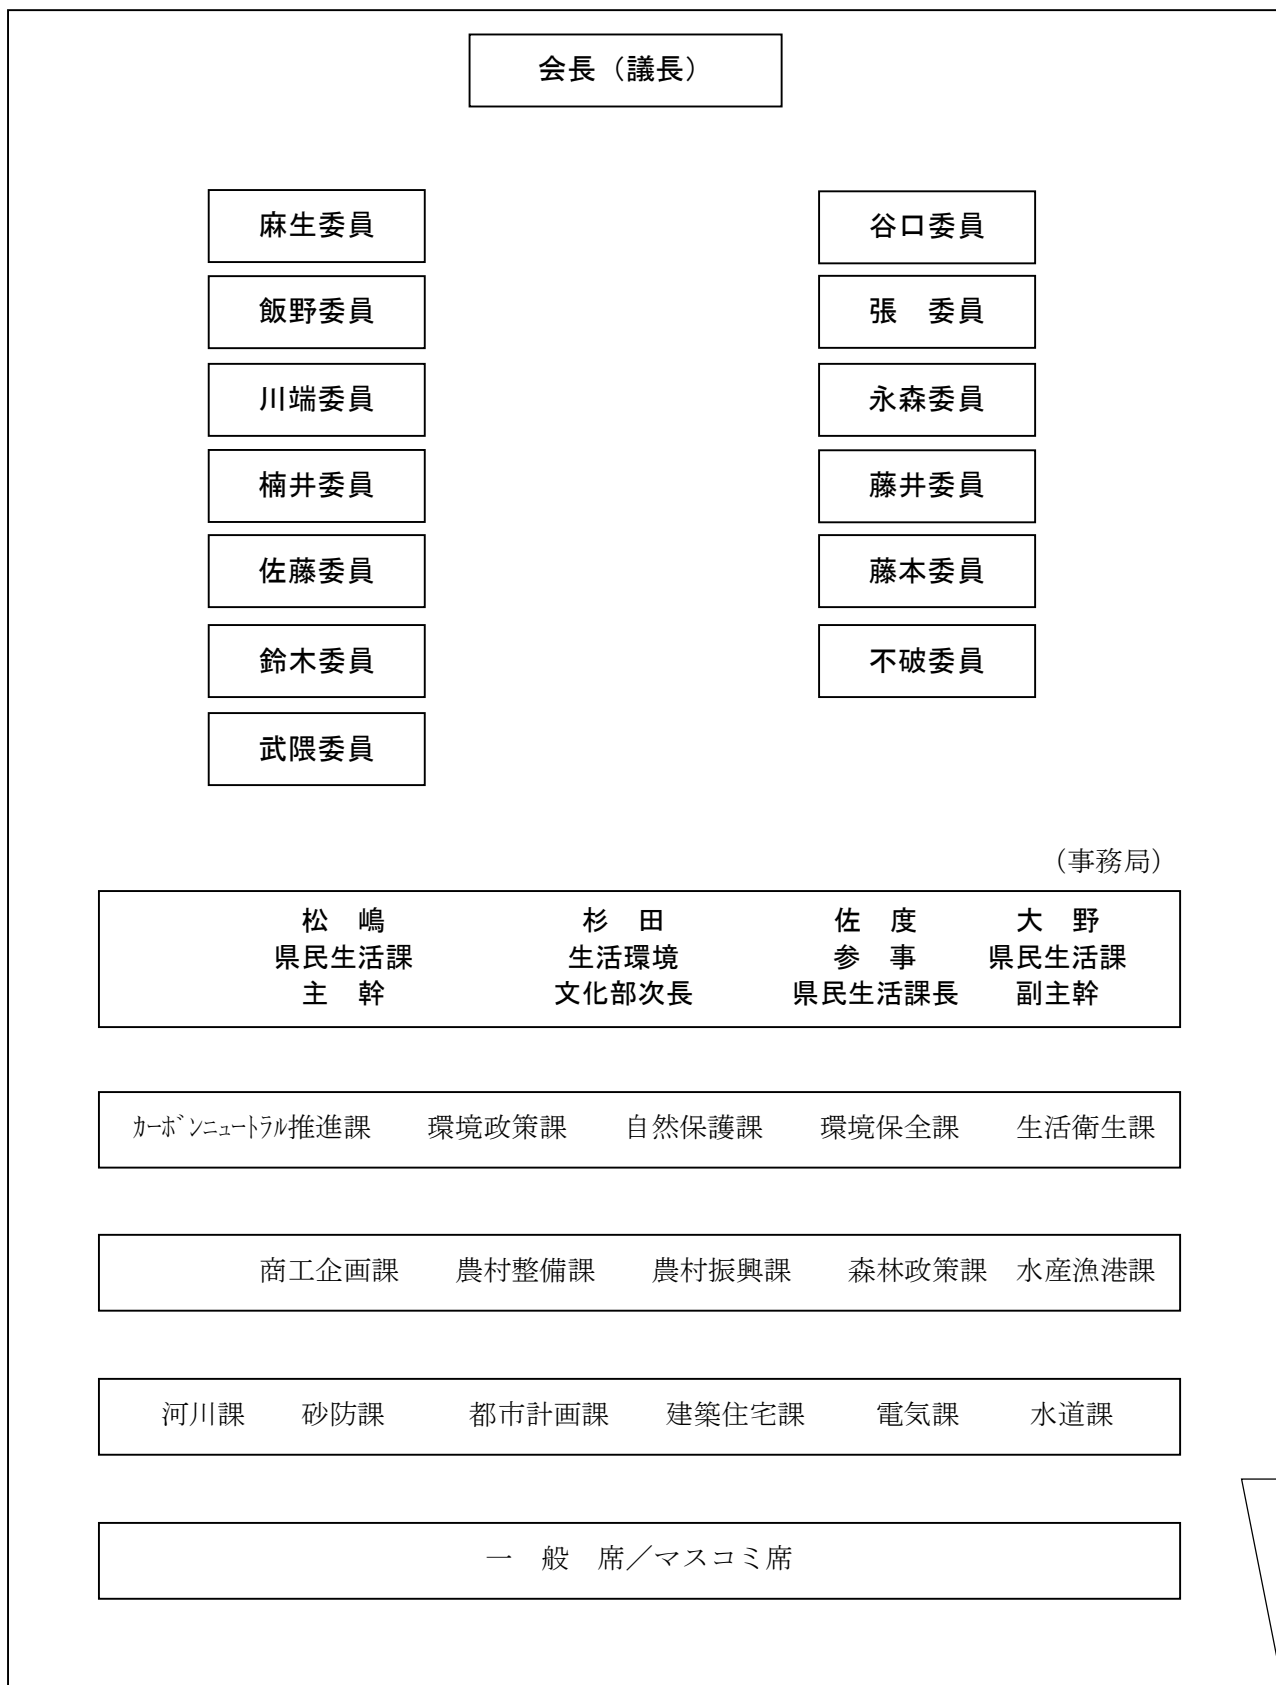 会長（議長）
麻生委員　谷口委員
飯野委員　張　委員
川端委員　永森委員
楠井委員　藤井委員
佐藤委員　藤本委員
鈴木委員　不破委員
武隈委員
（事務局）
松　嶋　杉　田　佐　度　大　野
県民生活課　生活環境　参　事　県民生活課
主　幹　文化部次長　県民生活課長　副主幹
ｶｰﾎﾞﾝﾆｭｰﾄﾗﾙ推進課　環境政策課　自然保護課　環境保全課　生活衛生課
商工企画課　農村整備課　農村振興課　森林政策課　水産漁港課
河川課　砂防課　都市計画課　建築住宅課　電気課　水道課
一　般　席／マスコミ席